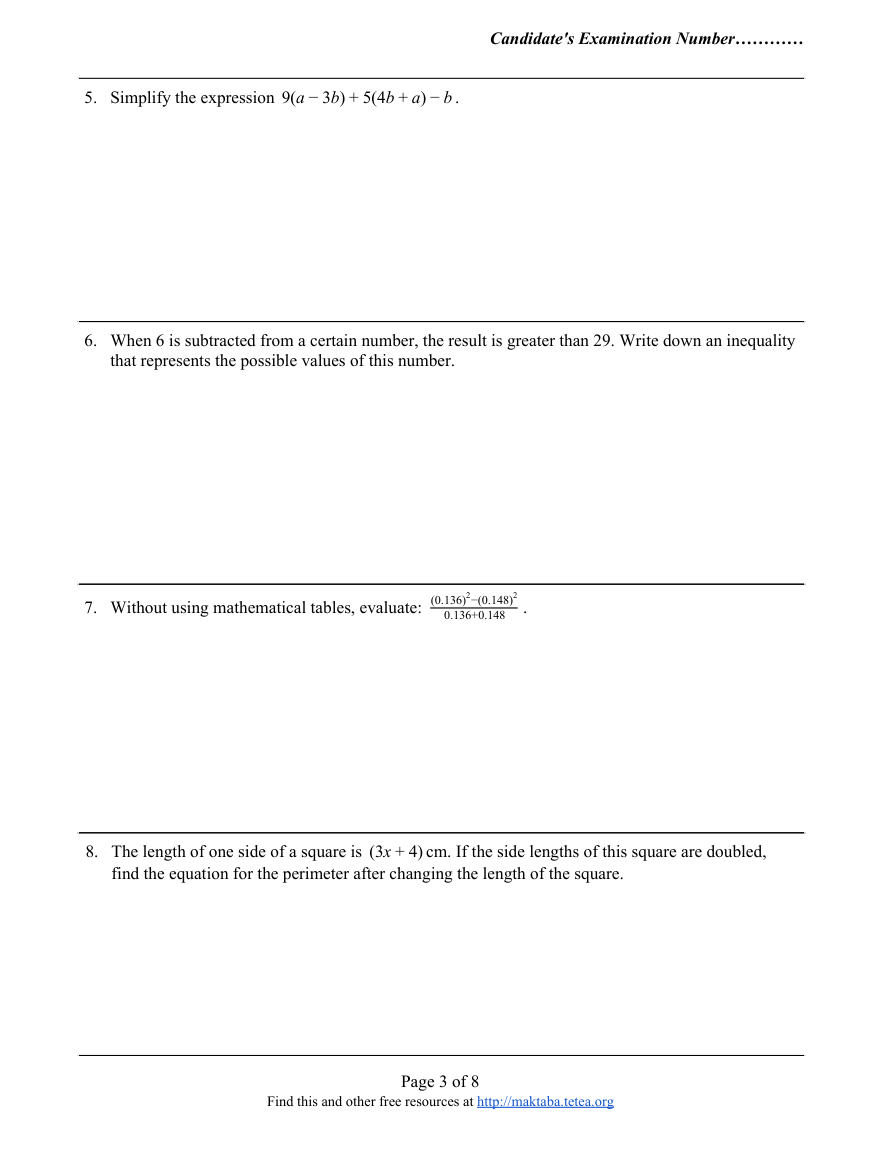 Candidate's Examination Number…………
5. Simplify the expression 9(a − 3b) + 5(4b + a) − b .
6. When 6 is subtracted from a certain number, the result is greater than 29. Write down an inequality
that represents the possible values of this number.
7. Without using mathematical tables, evaluate: (0.136)²−(0.148)² / 0.136+0.148 .
8. The length of one side of a square is (3x + 4) cm. If the side lengths of this square are doubled,
find the equation for the perimeter after changing the length of the square.
Page 3 of 8
Find this and other free resources at http://maktaba.tetea.org